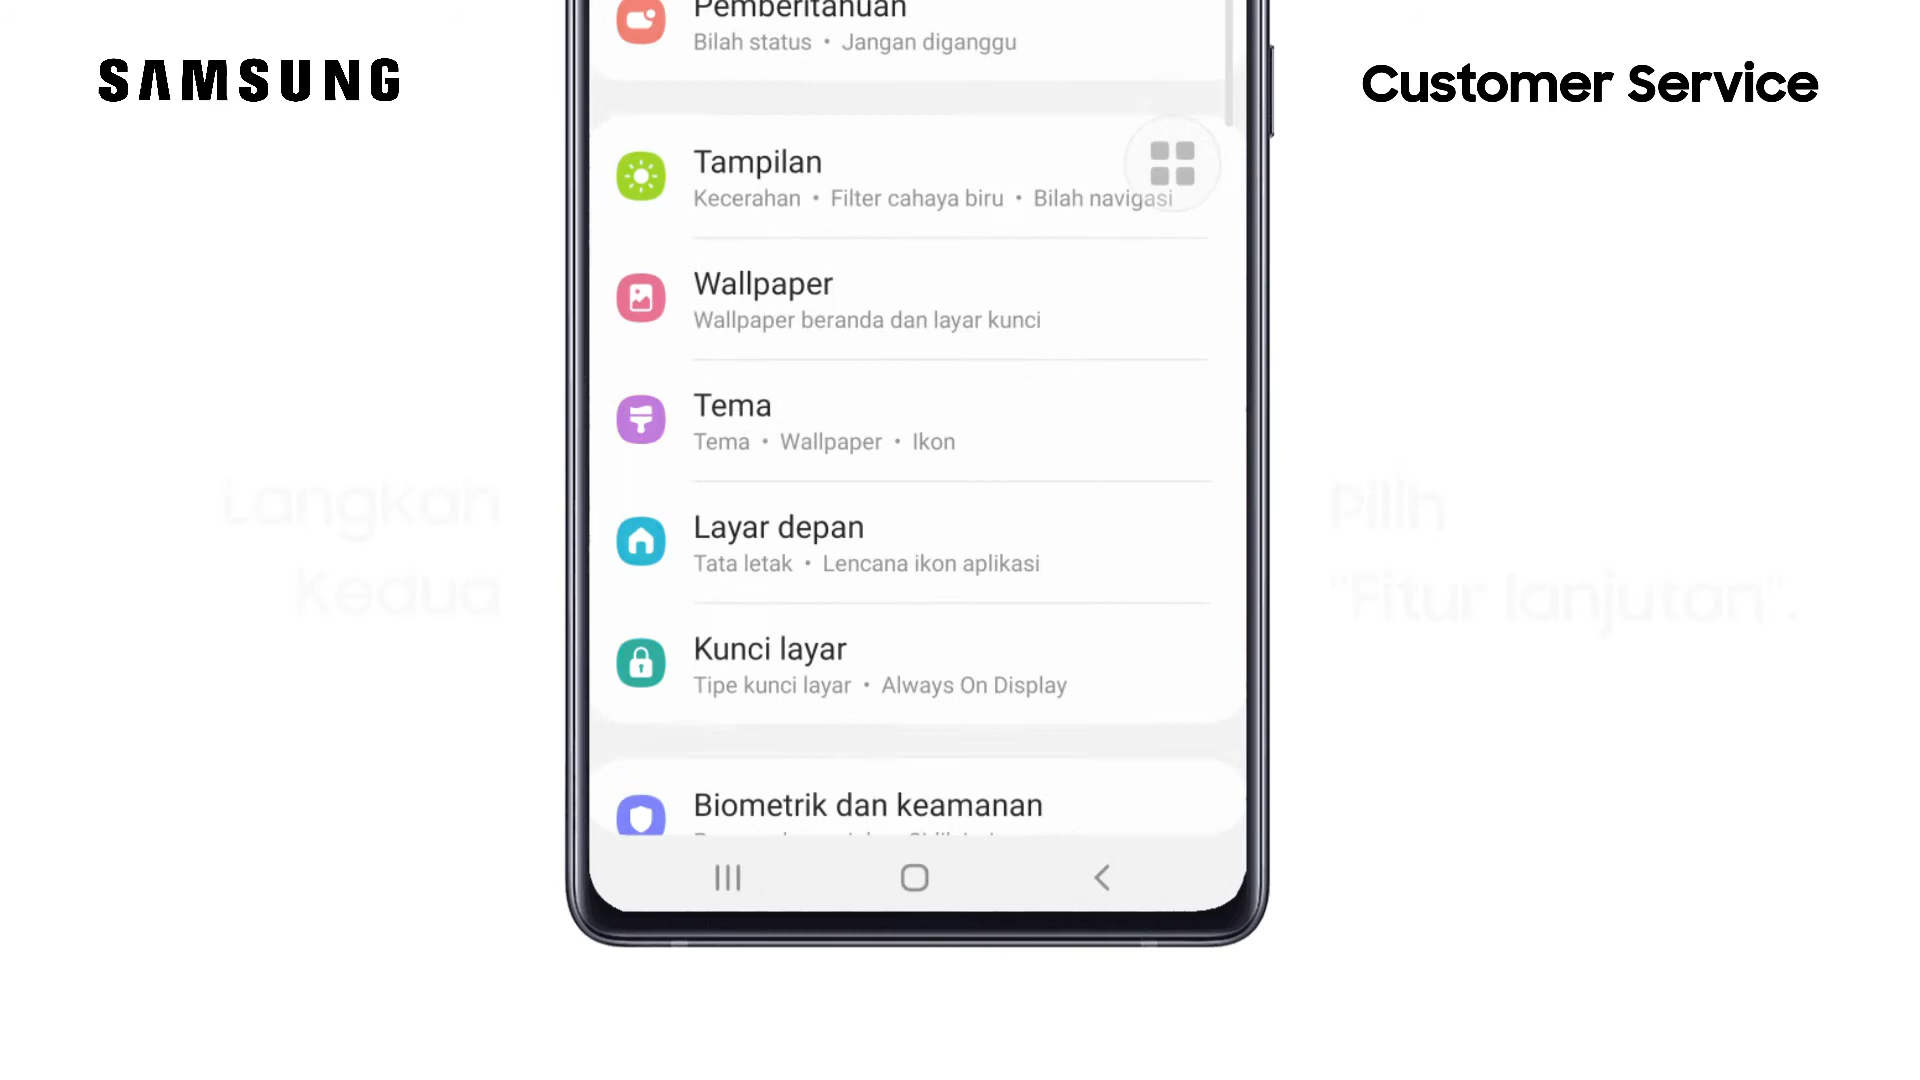 SAMSUNG
Customer Service
Pemberitahuan
Bilah status • Jangan diganggu
Tampilan
Kecerahan • Filter cahaya biru • Bilah navigasi
Wallpaper
Wallpaper beranda dan layar kunci
Tema
Tema • Wallpaper • Ikon
Layar depan
Tata letak • Lencana ikon aplikasi
Kunci layar
Tipe kunci layar • Always On Display
Biometrik dan keamanan
Langkah
Kedua
Pilih
"Fitur lanjutan".